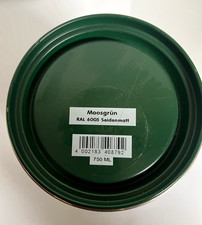 Moosgrün
RAL 6005 Seidenmatt
4 002183 408792
750 ML